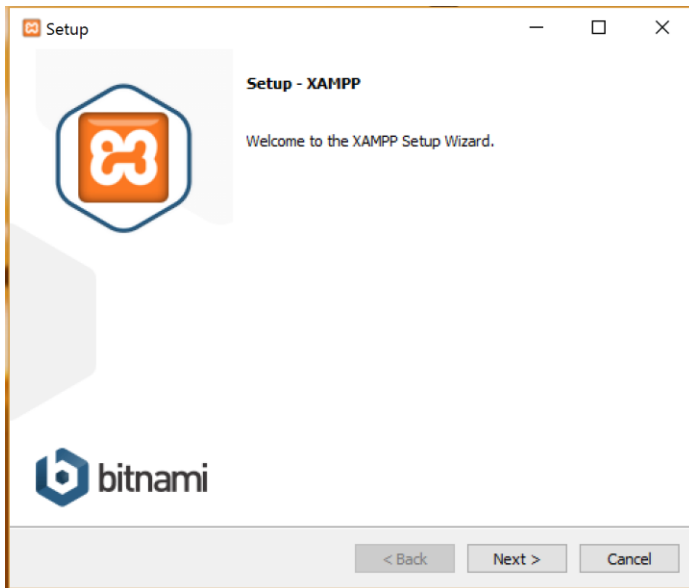 Setup
Setup - XAMPP
Welcome to the XAMPP Setup Wizard.
bitnami
< Back
Next >
Cancel